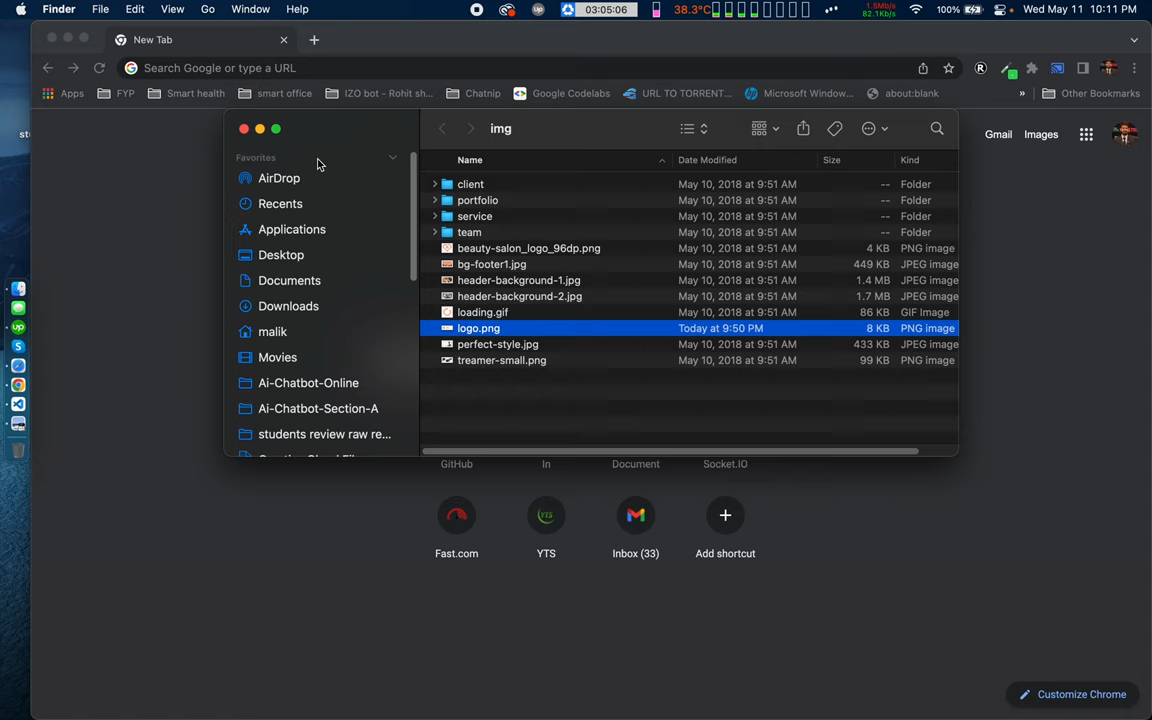 Finder File Edit View Go Window Help 03:05:06 38.3°C 1.5Mb/s 82.1Kb/s 100% Wed May 11 10:11 PM
New Tab
Search Google or type a URL
Apps FYP Smart health smart office IZO bot - Rohit sh... Chatnip Google Codelabs URL TO TORRENT... Microsoft Window... about:blank » Other Bookmarks
Gmail Images
img
Favorites
AirDrop
Recents
Applications
Desktop
Documents
Downloads
malik
Movies
Ai-Chatbot-Online
Ai-Chatbot-Section-A
students review raw re...
Name Date Modified Size Kind
client May 10, 2018 at 9:51 AM -- Folder
portfolio May 10, 2018 at 9:51 AM -- Folder
service May 10, 2018 at 9:51 AM -- Folder
team May 10, 2018 at 9:51 AM -- Folder
beauty-salon_logo_96dp.png May 10, 2018 at 9:51 AM 4 KB PNG image
bg-footer1.jpg May 10, 2018 at 9:51 AM 449 KB JPEG image
header-background-1.jpg May 10, 2018 at 9:51 AM 1.4 MB JPEG image
header-background-2.jpg May 10, 2018 at 9:51 AM 1.7 MB JPEG image
loading.gif May 10, 2018 at 9:51 AM 86 KB GIF Image
logo.png Today at 9:50 PM 8 KB PNG image
perfect-style.jpg May 10, 2018 at 9:51 AM 433 KB JPEG image
treamer-small.png May 10, 2018 at 9:51 AM 99 KB PNG image
GitHub In Document Socket.IO
Fast.com YTS Inbox (33) Add shortcut
Customize Chrome